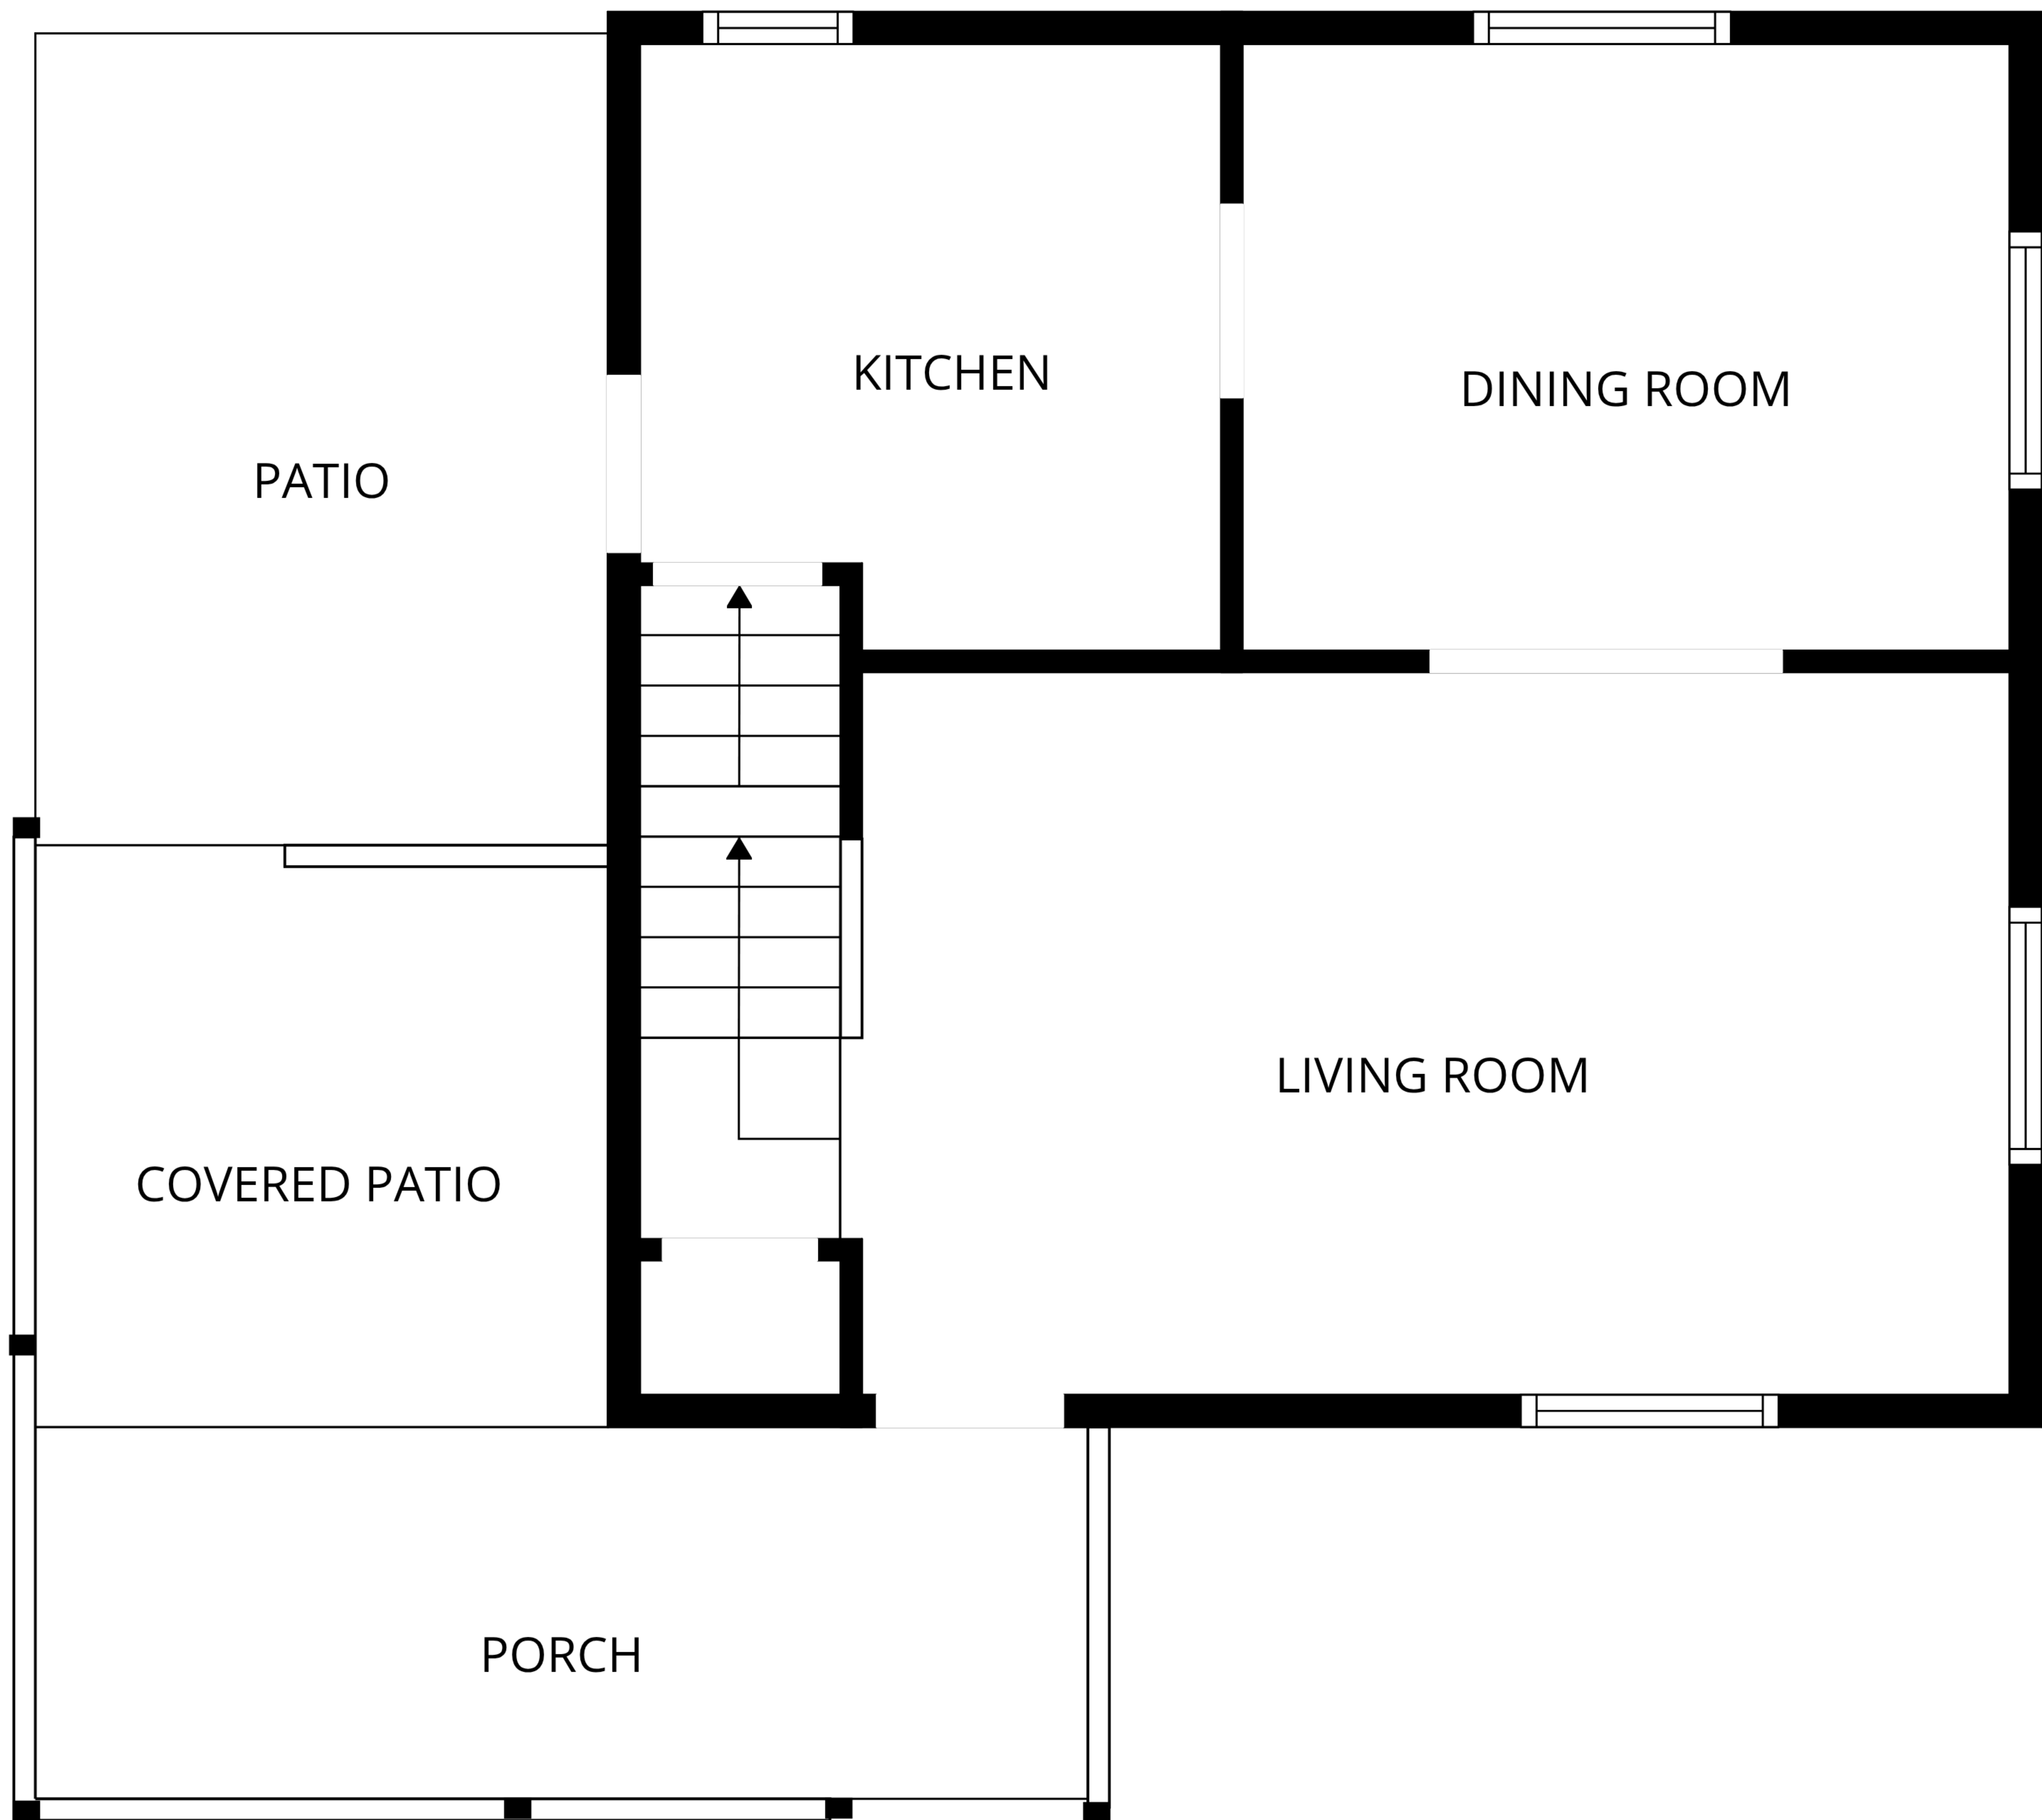 KITCHEN
DINING ROOM
PATIO
LIVING ROOM
COVERED PATIO
PORCH